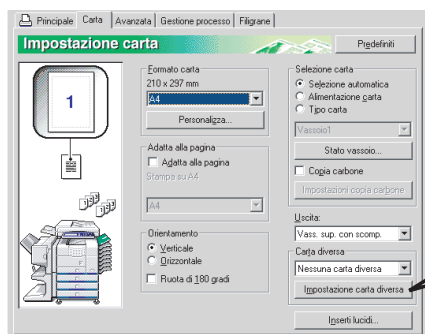 Principale Carta Avanzata Gestione processo Filigrane
Impostazione carta
Predefiniti
1
123 123 123
Formato carta
210 x 297 mm
A4
Personalizza...
Adatta alla pagina
Adatta alla pagina
Stampa su A4
A4
Orientamento
Verticale
Orizzontale
Ruota di 180 gradi
Selezione carta
Selezione automatica
Alimentazione carta
Tipo carta
Vassoio1
Stato vassoio...
Copia carbone
Impostazioni copia carbone
Uscita:
Vass. sup. con scomp.
Carta diversa
Nessuna carta diversa
Impostazione carta diversa
Inserti lucidi...